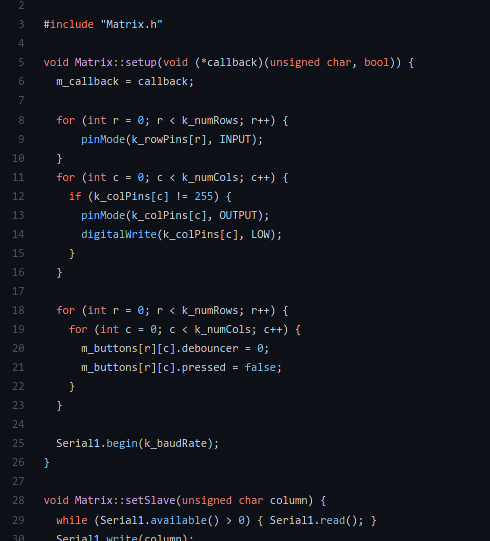 2
3 #include "Matrix.h"
4
5 void Matrix::setup(void (*callback)(unsigned char, bool)) {
6   m_callback = callback;
7
8   for (int r = 0; r < k_numRows; r++) {
9       pinMode(k_rowPins[r], INPUT);
10   }
11   for (int c = 0; c < k_numCols; c++) {
12     if (k_colPins[c] != 255) {
13       pinMode(k_colPins[c], OUTPUT);
14       digitalWrite(k_colPins[c], LOW);
15     }
16   }
17
18   for (int r = 0; r < k_numRows; r++) {
19     for (int c = 0; c < k_numCols; c++) {
20       m_buttons[r][c].debouncer = 0;
21       m_buttons[r][c].pressed = false;
22     }
23   }
24
25   Serial1.begin(k_baudRate);
26 }
27
28 void Matrix::setSlave(unsigned char column) {
29   while (Serial1.available() > 0) { Serial1.read(); }
30   Serial1.write(column);